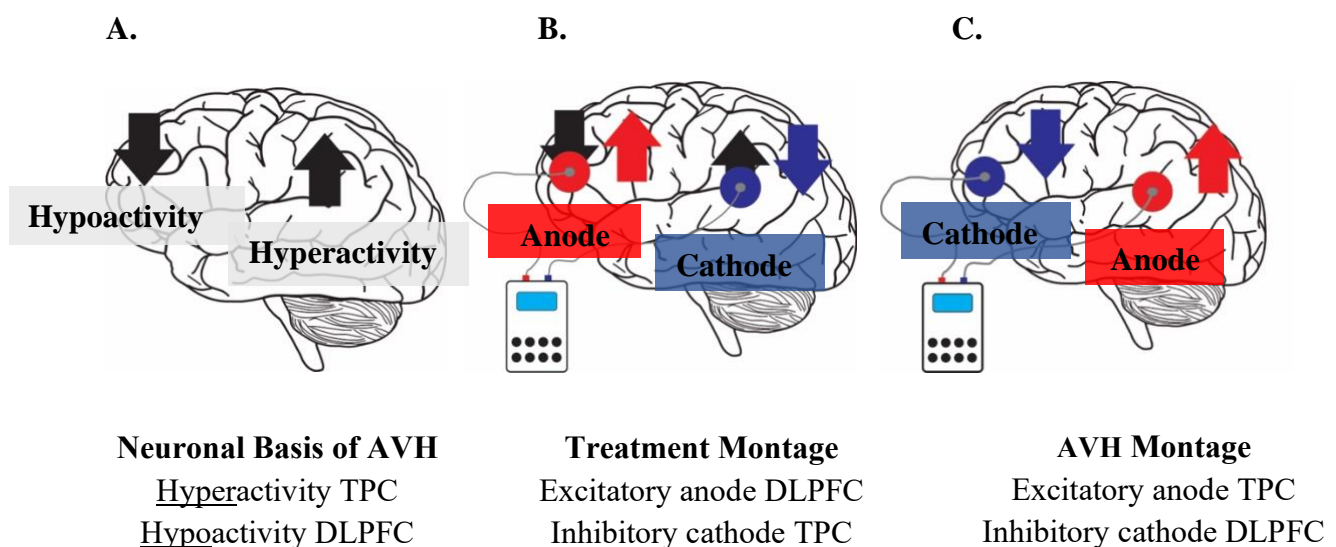 A.
B.
C.
Hypoactivity
Hyperactivity
Anode
Cathode
Cathode
Anode
Neuronal Basis of AVH
Hyperactivity TPC
Hypoactivity DLPFC
Treatment Montage
Excitatory anode DLPFC
Inhibitory cathode TPC
AVH Montage
Excitatory anode TPC
Inhibitory cathode DLPFC